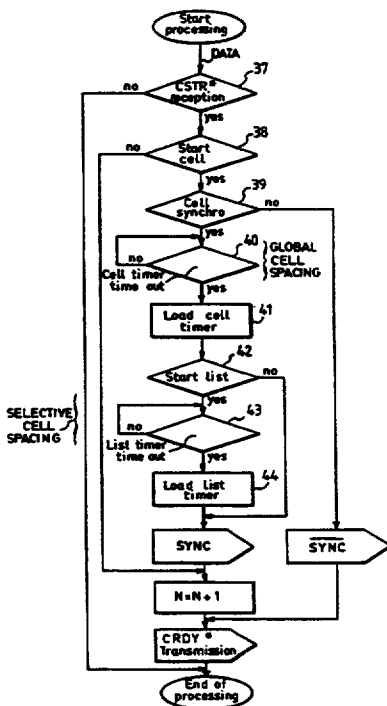 Start
processing
DATA
37
no
CSTR*
reception
yes
38
no
Start
cell
yes
39
Cell
synchro
no
yes
40
no
Cell timer
time out
GLOBAL
CELL
SPACING
yes
Load cell
timer
41
42
Start list
no
yes
43
no
List timer
time out
yes
SELECTIVE
CELL
SPACING
44
Load list
timer
SYNC
SYNC
N=N+1
CRDY*
Transmission
End of
processing